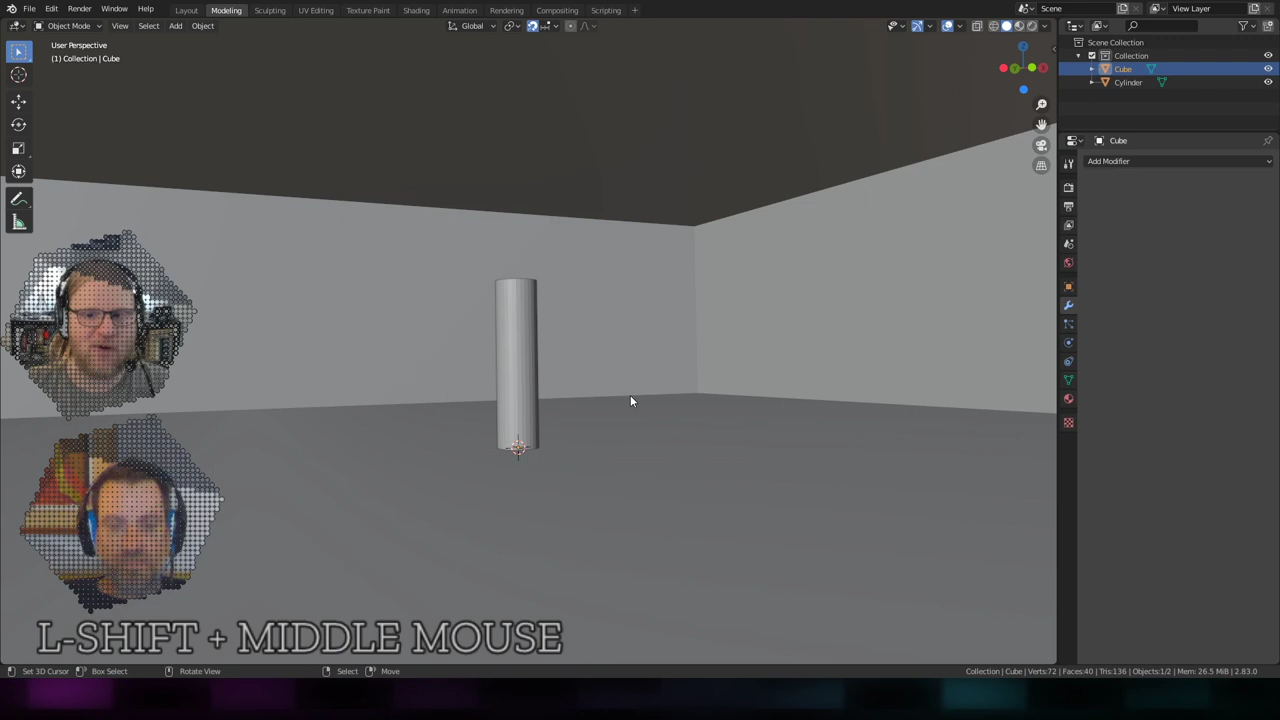 File Edit Render Window Help
Layout Modeling Sculpting UV Editing Texture Paint Shading Animation Rendering Compositing Scripting +
Scene
View Layer
Object Mode View Select Add Object
Global
User Perspective
(1) Collection | Cube
Scene Collection
Collection
Cube
Cylinder
Cube
Add Modifier
L-SHIFT + MIDDLE MOUSE
Set 3D Cursor Box Select Rotate View Select Move
Collection | Cube | Verts:72 | Faces:40 | Tris:136 | Objects:1/2 | Mem: 26.5 MiB | 2.83.0